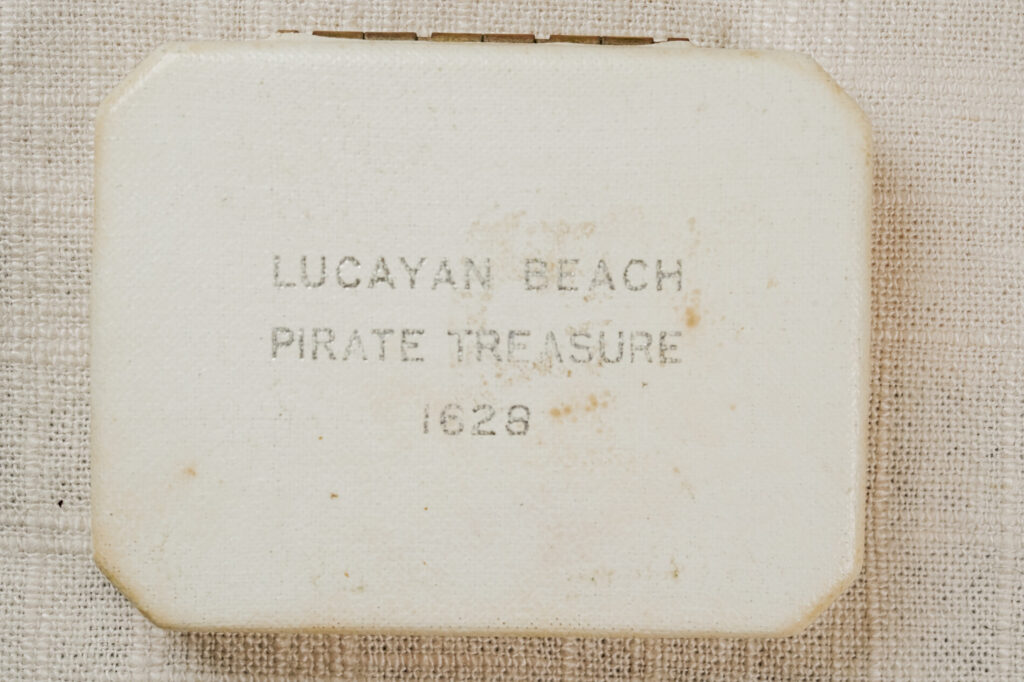 LUCAYAN BEACH
PIRATE TREASURE
1628